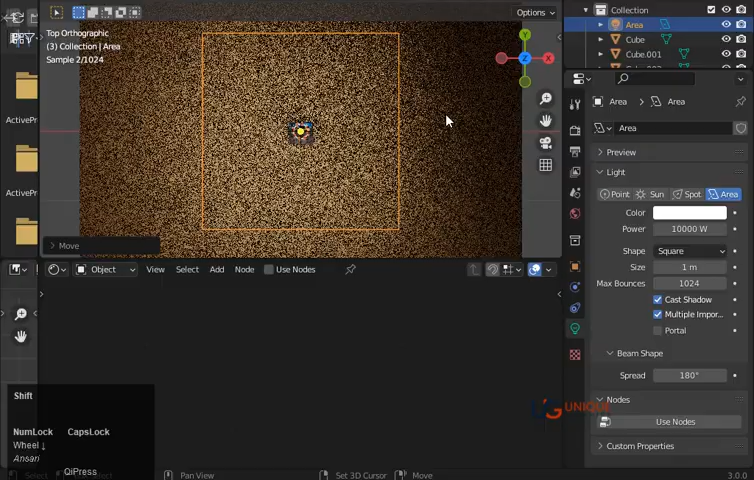 Options
Top Orthographic
(3) Collection | Area
Sample 2/1024
Y
X
Z
ActivePr
ActivePr
ActivePr
Move
Object
View
Select
Add
Node
Use Nodes
Shift
NumLock CapsLock
Wheel ↓
Ansari
QiPress
Select
Pan View
Set 3D Cursor
Move
3.0.0
Collection
Area
Cube
Cube.001
Area
Area
Area
Preview
Light
Point
Sun
Spot
Area
Color
Power
10000 W
Shape
Square
Size
1 m
Max Bounces
1024
Cast Shadow
Multiple Impor...
Portal
Beam Shape
Spread
180°
Nodes
Use Nodes
Custom Properties
UNIQUE